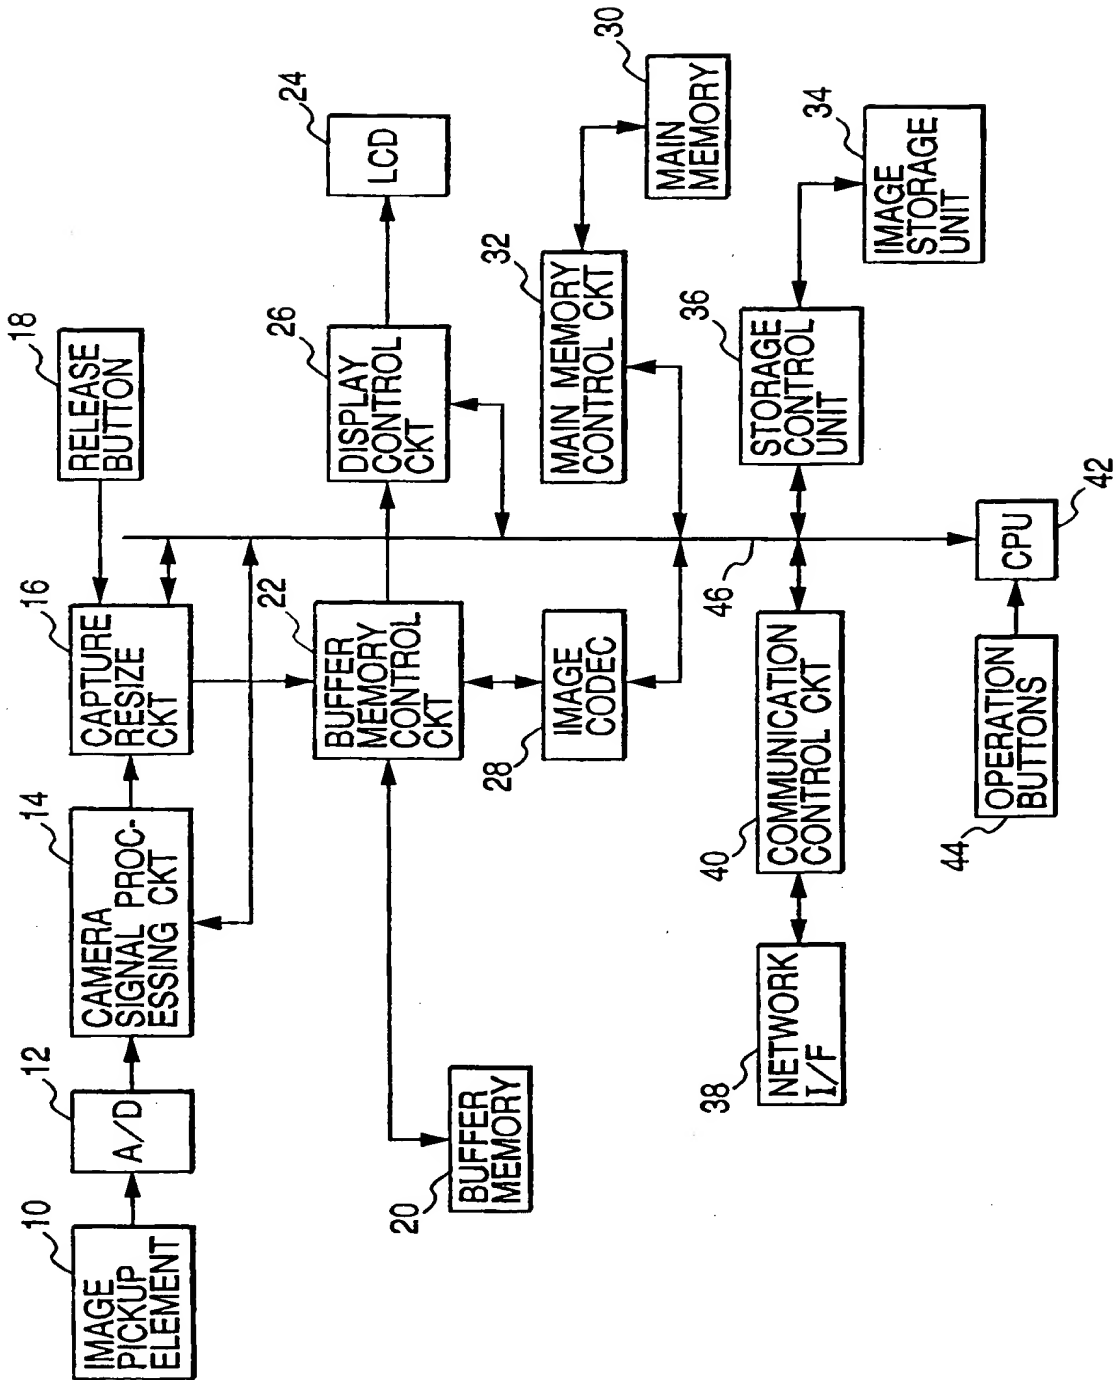 10
IMAGE
PICKUP
ELEMENT
12
A/D
14
CAMERA
SIGNAL PROC-
ESSING CKT
16
CAPTURE
RESIZE
CKT
18
RELEASE
BUTTON
20
BUFFER
MEMORY
22
BUFFER
MEMORY
CONTROL
CKT
26
DISPLAY
CONTROL
CKT
24
LCD
28
IMAGE
CODEC
32
MAIN MEMORY
CONTROL CKT
30
MAIN
MEMORY
38
NETWORK
I/F
40
COMMUNICATION
CONTROL CKT
46
36
STORAGE
CONTROL
UNIT
34
IMAGE
STORAGE
UNIT
44
OPERATION
BUTTONS
42
CPU